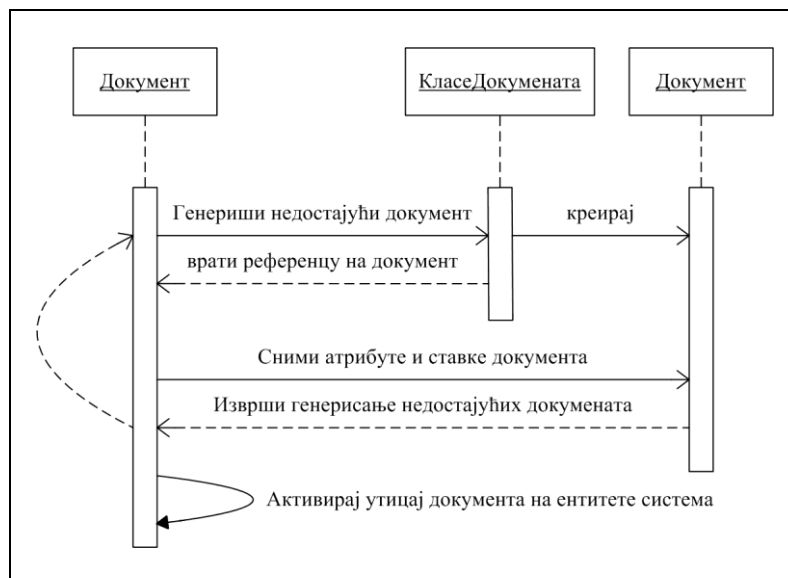 Документ
КласеДокумената
Документ
Генериши недостајући документ
креирај
врати референцу на документ
Сними атрибуте и ставке документа
Изврши генерисање недостајућих докумената
Активирај утицај документа на ентитете система